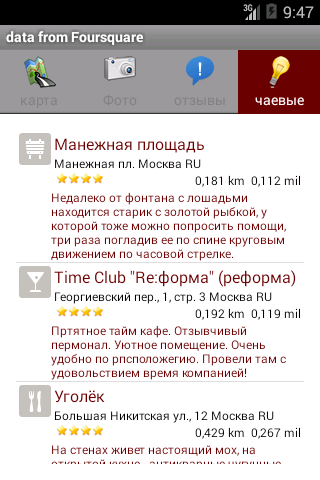 3G 9:47
data from Foursquare
карта Фото отзывы чаевые
Манежная площадь
Манежная пл. Москва RU
0,181 km 0,112 mil
Недалеко от фонтана с лошадьми
находится старик с золотой рыбкой, у
которой тоже можно попросить помощи,
три раза погладив ее по спине круговым
движением по часовой стрелке.
Time Club "Re:форма" (реформа)
Георгиевский пер., 1, стр. 3 Москва RU
0,192 km 0,119 mil
Пртятное тайм кафе. Отзывчивый
пермонал. Уютное помещение. Очень
удобно по рпсположегию. Провели там с
удовольствием время компанией!
Уголёк
Большая Никитская ул., 12 Москва RU
0,429 km 0,267 mil
На стенах живет настоящий мох, на
открытой кухне - антикварные чугунные